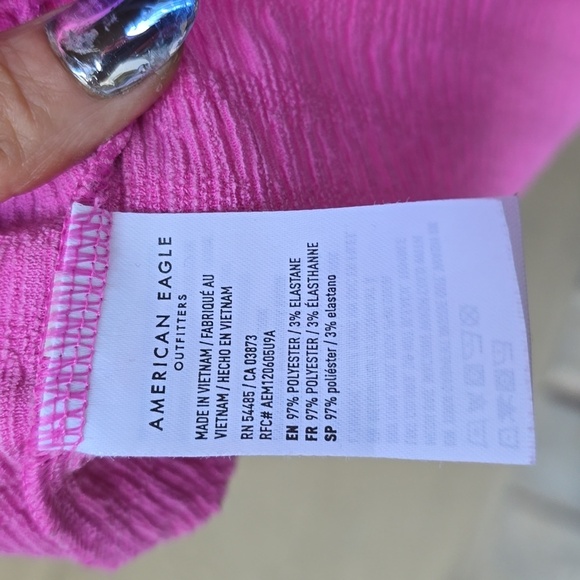 AMERICAN EAGLE
OUTFITTERS
MADE IN VIETNAM / FABRIQUÉ AU
VIETNAM / HECHO EN VIETNAM
RN 54485 / CA 03873
RFC# AEM120605U9A
EN 97% POLYESTER / 3% ELASTANE
FR 97% POLYESTER / 3% ÉLASTHANNE
SP 97% poliéster / 3% elastano